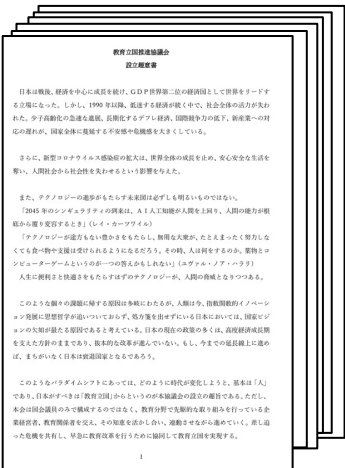 教育立国推進協議会
設立趣意書
日本は戦後、経済を中心に成長を続け、GDP世界第二位の経済国として世界をリードす
る立場になった。しかし、1990 年以降、低迷する経済が続く中で、社会全体の活力が失わ
れた。少子高齢化の急速な進展、長期化するデフレ経済、国際競争力の低下、新産業への対
応の遅れが、国家全体に蔓延する不安感や危機感を大きくしている。
さらに、新型コロナウイルス感染症の拡大は、世界全体の成長を止め、安心安全な生活を
奪い、人間社会から社会性を失わせるという影響を与えた。
また、テクノロジーの進歩がもたらす未来図は必ずしも明るいものではない。
「2045 年のシンギュラリティの到来は、AI人工知能が人間を上回り、人間の能力が根
底から覆り変容するとき」（レイ・カーツワイル）
「テクノロジーが途方もない豊かさをもたらし、無用な大衆が、たとえまったく努力しな
くても食べ物や支援は受けられるようになるだろう。その時、人は何をするのか。薬物とコ
ンピューターゲームというのが一つの答えかもしれない」（ユヴァル・ノア・ハラリ）
人生に便利さと快適さをもたらすはずのテクノロジーが、人間の脅威となりつつある。
このような個々の課題に帰する原因は多岐にわたるが、人類は今、指数関数的イノベーシ
ョン発展に思想哲学が追いついておらず、処方箋を出せずにいる日本においては、国家ビジ
ョンの欠如が最たる原因であると考えている。日本の現在の政策の多くは、高度経済成長期
を支えた方針のままであり、抜本的な改革が進んでいない。もし、今までの延長線上に進め
ば、まちがいなく日本は衰退国家となるであろう。
このようなパラダイムシフトにあっては、どのように時代が変化しようと、基本は「人」
であり、日本がすべきは「教育立国」からというのが本協議会の設立の趣旨である。ただし、
本会は国会議員のみで構成するのではなく、教育分野で先駆的な取り組みを行っている企
業経営者、教育関係者を交え、その知恵を活かし合い、連動させながら進めていく。差し迫
った危機を共有し、早急に教育改革を行うために協同して教育立国を実現する。
1